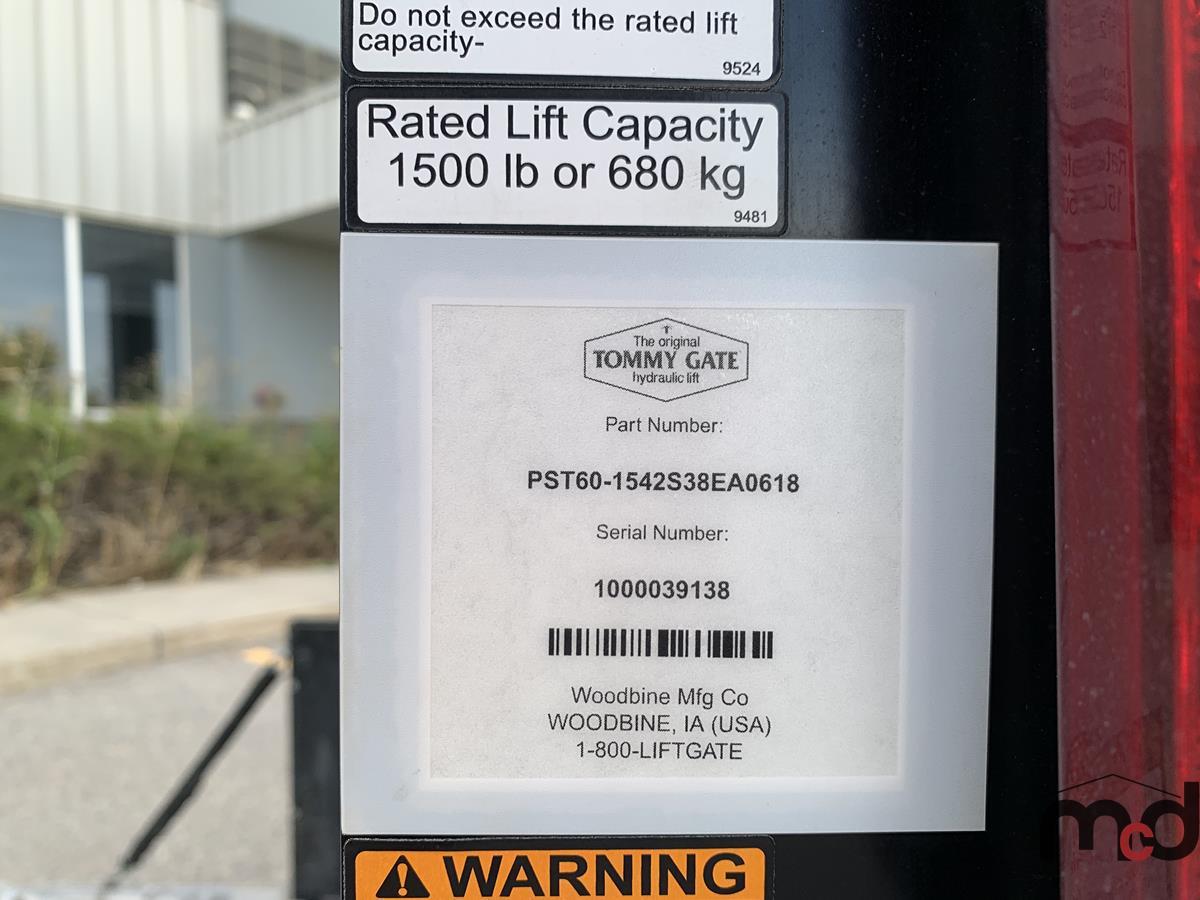 Do not exceed the rated lift
capacity-
9524
Rated Lift Capacity
1500 lb or 680 kg
9481
The original
TOMMY GATE
hydraulic lift
Part Number:
PST60-1542S38EA0618
Serial Number:
1000039138
Woodbine Mfg Co
WOODBINE, IA (USA)
1-800-LIFTGATE
WARNING
mcd